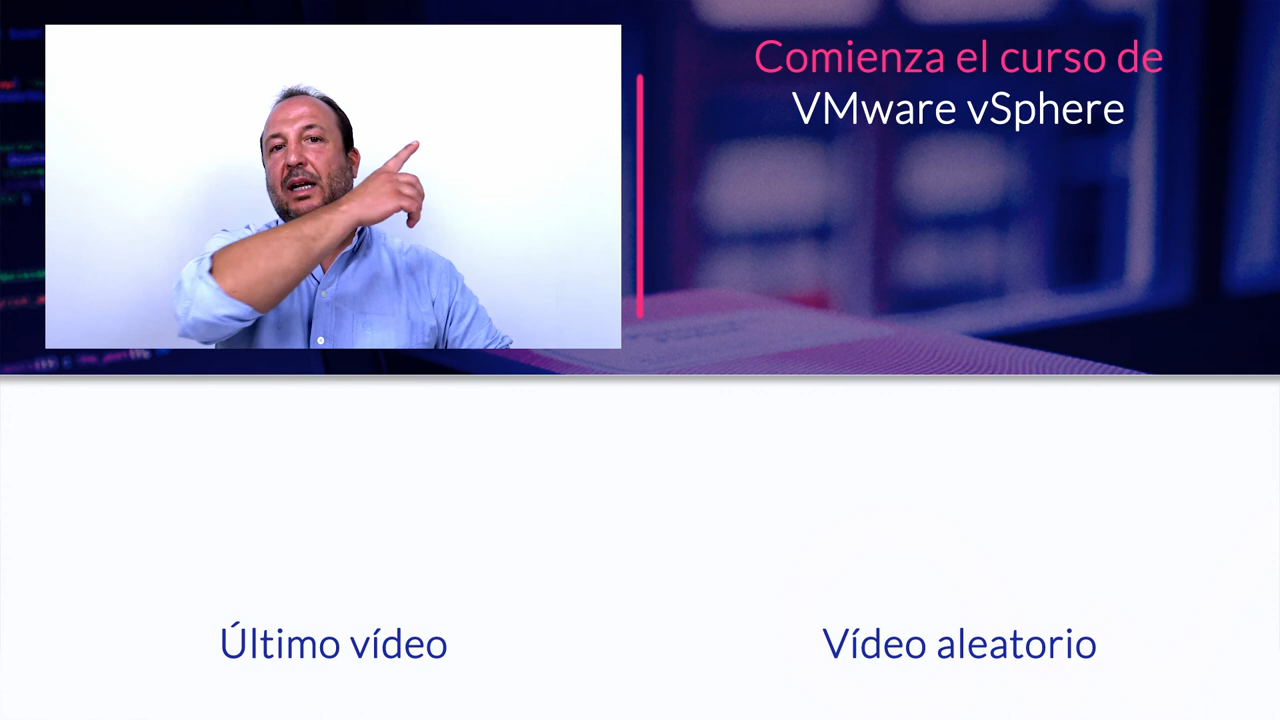 Comienza el curso de
VMware vSphere
Último vídeo
Vídeo aleatorio